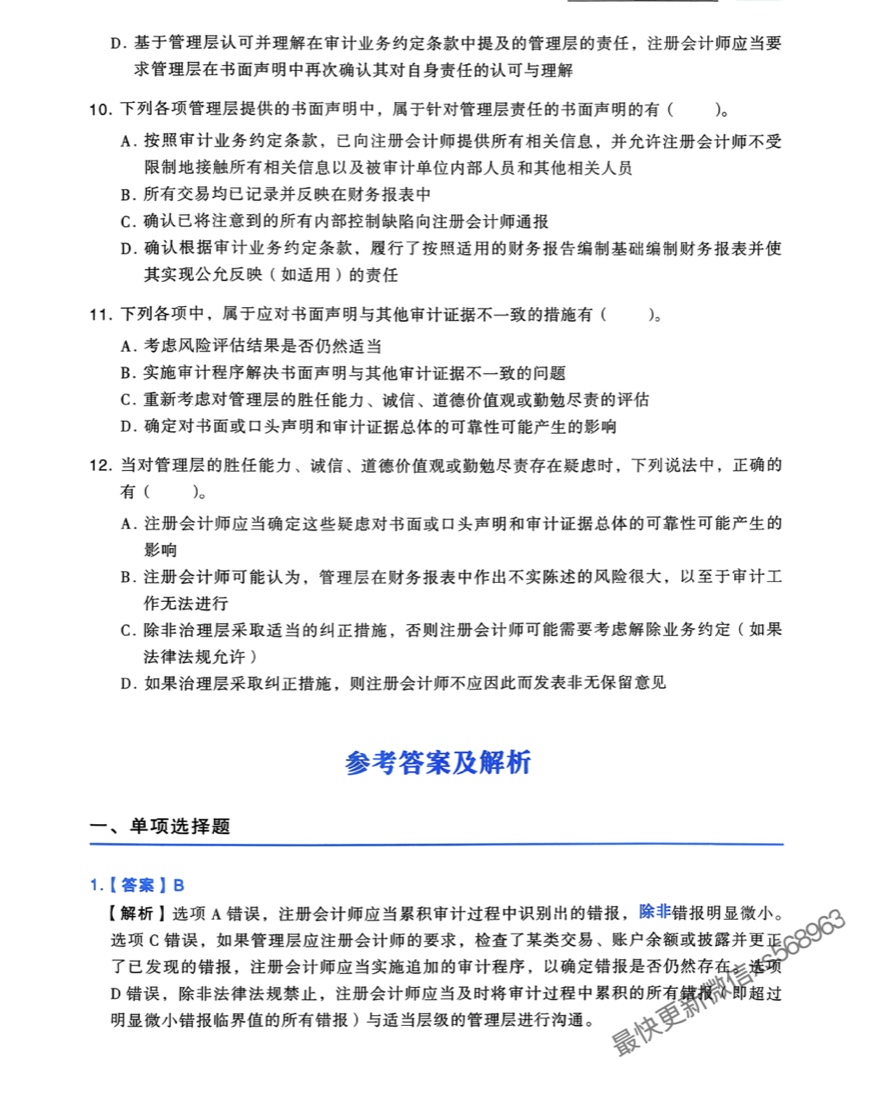 D. 基于管理层认可并理解在审计业务约定条款中提及的管理层的责任，注册会计师应当要
求管理层在书面声明中再次确认其对自身责任的认可与理解
10. 下列各项管理层提供的书面声明中，属于针对管理层责任的书面声明的有（　　）。
A. 按照审计业务约定条款，已向注册会计师提供所有相关信息，并允许注册会计师不受
限制地接触所有相关信息以及被审计单位内部人员和其他相关人员
B. 所有交易均已记录并反映在财务报表中
C. 确认已将注意到的所有内部控制缺陷向注册会计师通报
D. 确认根据审计业务约定条款，履行了按照适用的财务报告编制基础编制财务报表并使
其实现公允反映（如适用）的责任
11. 下列各项中，属于应对书面声明与其他审计证据不一致的措施有（　　）。
A. 考虑风险评估结果是否仍然适当
B. 实施审计程序解决书面声明与其他审计证据不一致的问题
C. 重新考虑对管理层的胜任能力、诚信、道德价值观或勤勉尽责的评估
D. 确定对书面或口头声明和审计证据总体的可靠性可能产生的影响
12. 当对管理层的胜任能力、诚信、道德价值观或勤勉尽责存在疑虑时，下列说法中，正确的
有（　　）。
A. 注册会计师应当确定这些疑虑对书面或口头声明和审计证据总体的可靠性可能产生的
影响
B. 注册会计师可能认为，管理层在财务报表中作出不实陈述的风险很大，以至于审计工
作无法进行
C. 除非治理层采取适当的纠正措施，否则注册会计师可能需要考虑解除业务约定（如果
法律法规允许）
D. 如果治理层采取纠正措施，则注册会计师不应因此而发表非无保留意见
参考答案及解析
一、单项选择题
1.【答案】B
【解析】选项 A 错误，注册会计师应当累积审计过程中识别出的错报，除非错报明显微小。
选项 C 错误，如果管理层应注册会计师的要求，检查了某类交易、账户余额或披露并更正
了已发现的错报，注册会计师应当实施追加的审计程序，以确定错报是否仍然存在；选项
D 错误，除非法律法规禁止，注册会计师应当及时将审计过程中累积的所有错报（即超过
明显微小错报临界值的所有错报）与适当层级的管理层进行沟通。
最快更新微信:xs568963